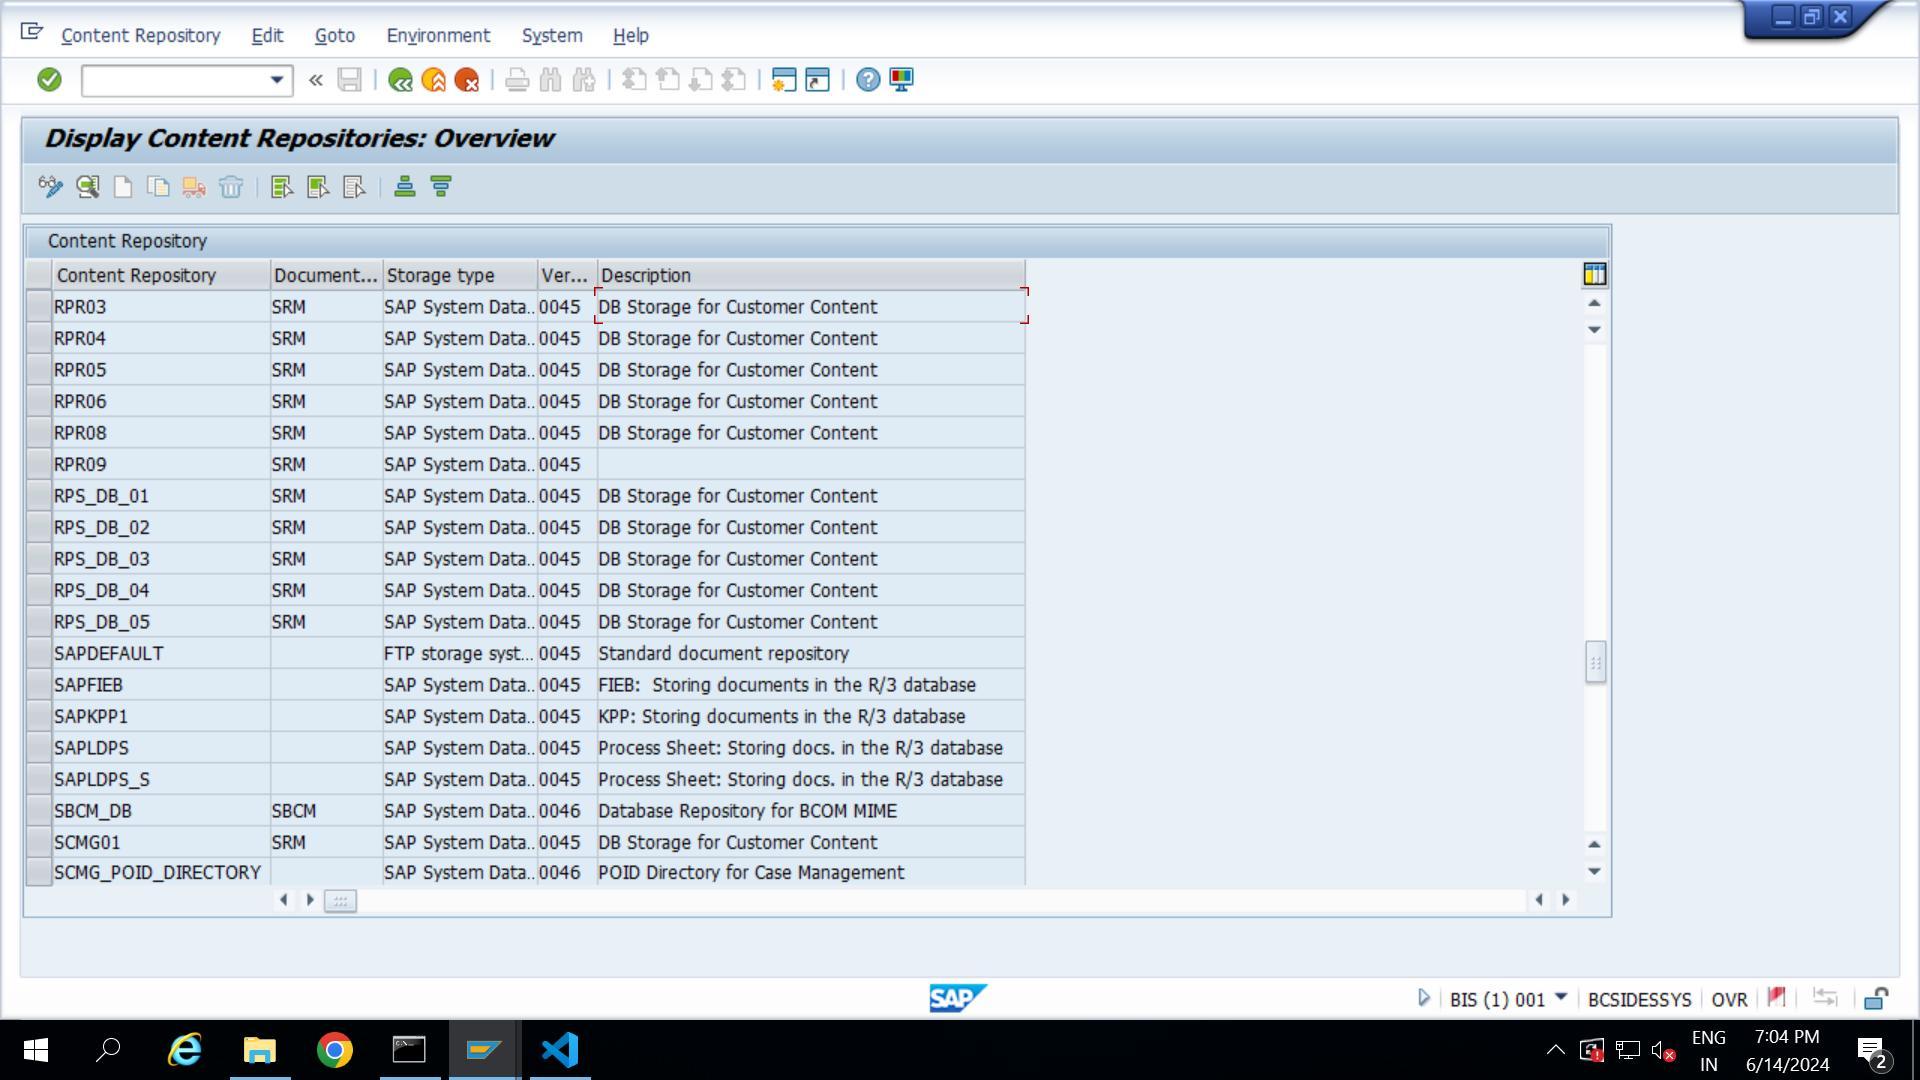 Content Repository Edit Goto Environment System Help
Display Content Repositories: Overview
Content Repository
Content Repository Document... Storage type Ver... Description
RPR03 SRM SAP System Data.. 0045 DB Storage for Customer Content
RPR04 SRM SAP System Data.. 0045 DB Storage for Customer Content
RPR05 SRM SAP System Data.. 0045 DB Storage for Customer Content
RPR06 SRM SAP System Data.. 0045 DB Storage for Customer Content
RPR08 SRM SAP System Data.. 0045 DB Storage for Customer Content
RPR09 SRM SAP System Data.. 0045
RPS_DB_01 SRM SAP System Data.. 0045 DB Storage for Customer Content
RPS_DB_02 SRM SAP System Data.. 0045 DB Storage for Customer Content
RPS_DB_03 SRM SAP System Data.. 0045 DB Storage for Customer Content
RPS_DB_04 SRM SAP System Data.. 0045 DB Storage for Customer Content
RPS_DB_05 SRM SAP System Data.. 0045 DB Storage for Customer Content
SAPDEFAULT FTP storage syst... 0045 Standard document repository
SAPFIEB SAP System Data.. 0045 FIEB: Storing documents in the R/3 database
SAPKPP1 SAP System Data.. 0045 KPP: Storing documents in the R/3 database
SAPLDPS SAP System Data.. 0045 Process Sheet: Storing docs. in the R/3 database
SAPLDPS_S SAP System Data.. 0045 Process Sheet: Storing docs. in the R/3 database
SBCM_DB SBCM SAP System Data.. 0046 Database Repository for BCOM MIME
SCMG01 SRM SAP System Data.. 0045 DB Storage for Customer Content
SCMG_POID_DIRECTORY SAP System Data.. 0046 POID Directory for Case Management
SAP BIS (1) 001 BCSIDESSYS OVR
ENG 7:04 PM
IN 6/14/2024 2